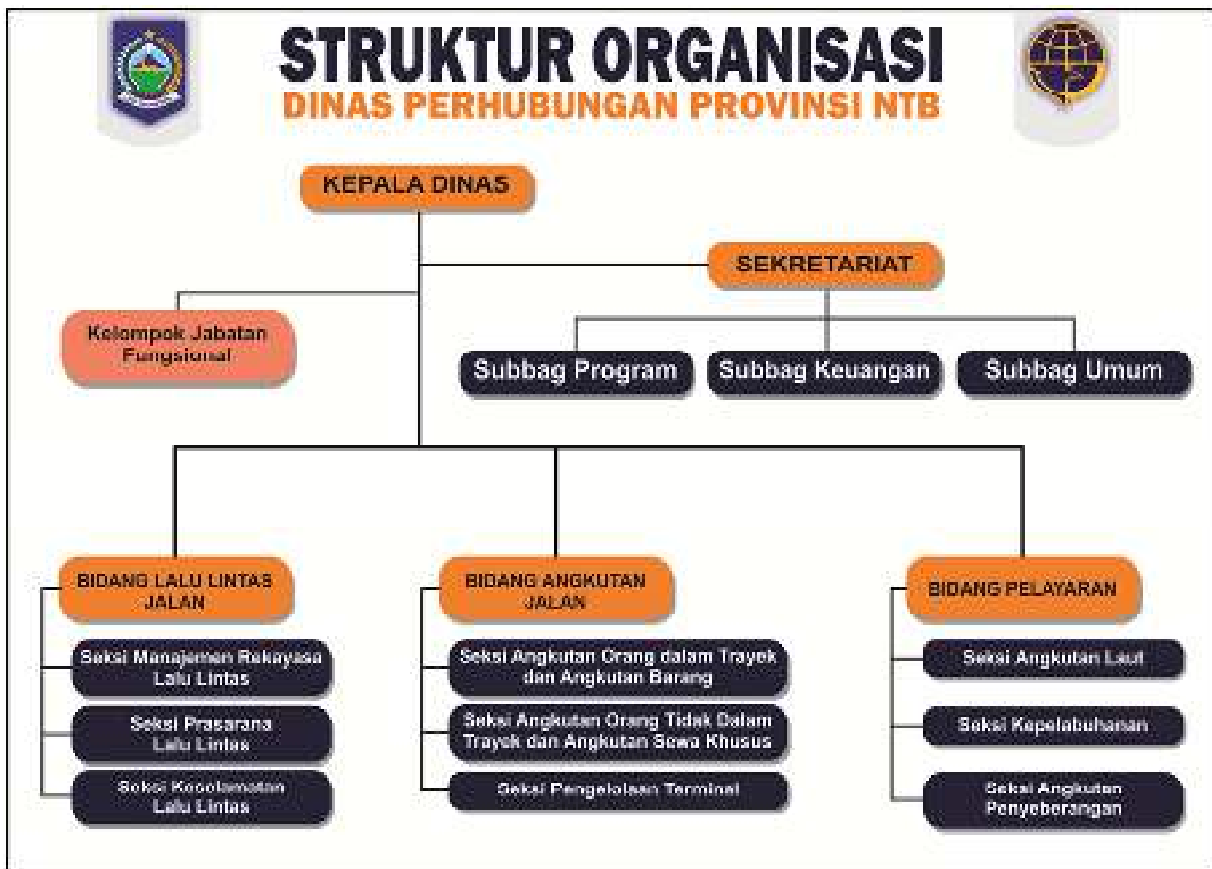 STRUKTUR ORGANISASI
DINAS PERHUBUNGAN PROVINSI NTB
KEPALA DINAS
SEKRETARIAT
Kelompok Jabatan
Fungsional
Subbag Program
Subbag Keuangan
Subbag Umum
BIDANG LALU LINTAS
JALAN
Seksi Manajemen Rekayasa
Lalu Lintas
Seksi Prasarana
Lalu Lintas
Seksi Keselamatan
Lalu Lintas
BIDANG ANGKUTAN
JALAN
Seksi Angkutan Orang dalam Trayek
dan Angkutan Barang
Seksi Angkutan Orang Tidak Dalam
Trayek dan Angkutan Sewa Khusus
Seksi Pengelolaan Terminal
BIDANG PELAYARAN
Seksi Angkutan Laut
Seksi Kepelabuhanan
Seksi Angkutan
Penyeberangan